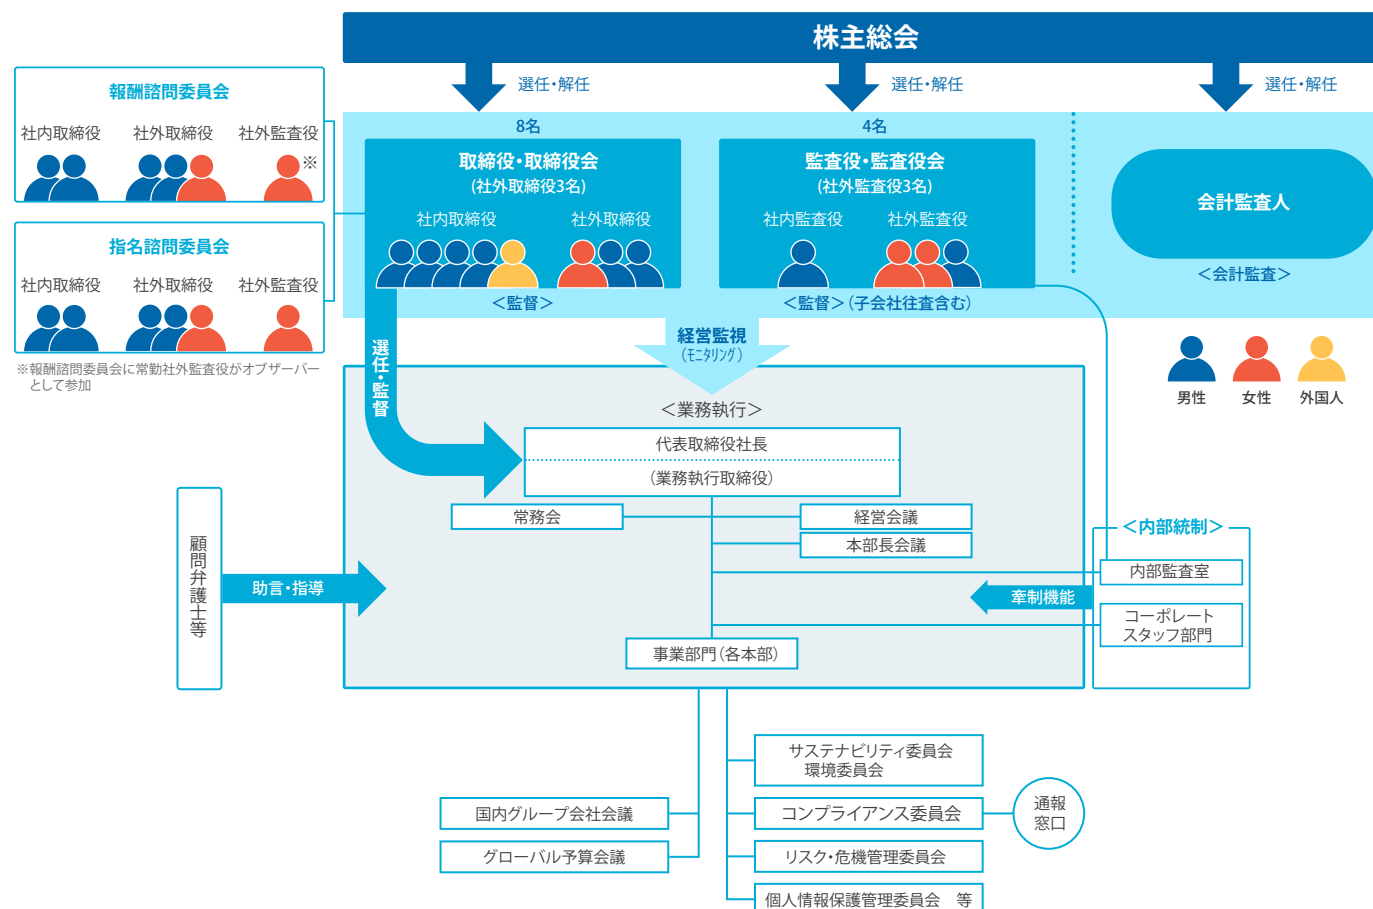 株主総会
選任・解任
選任・解任
選任・解任
報酬諮問委員会
社内取締役
社外取締役
社外監査役
※
指名諮問委員会
社内取締役
社外取締役
社外監査役
※報酬諮問委員会に常勤社外監査役がオブザーバー
として参加
8名
取締役・取締役会
(社外取締役3名)
社内取締役
社外取締役
＜監督＞
4名
監査役・監査役会
(社外監査役3名)
社内監査役
社外監査役
＜監督＞(子会社往査含む)
会計監査人
＜会計監査＞
男性
女性
外国人
選任・監督
経営監視
(モニタリング)
＜業務執行＞
代表取締役社長
(業務執行取締役)
常務会
経営会議
本部長会議
顧問弁護士等
助言・指導
＜内部統制＞
内部監査室
牽制機能
コーポレート
スタッフ部門
事業部門(各本部)
サステナビリティ委員会
環境委員会
国内グループ会社会議
コンプライアンス委員会
通報
窓口
グローバル予算会議
リスク・危機管理委員会
個人情報保護管理委員会　等